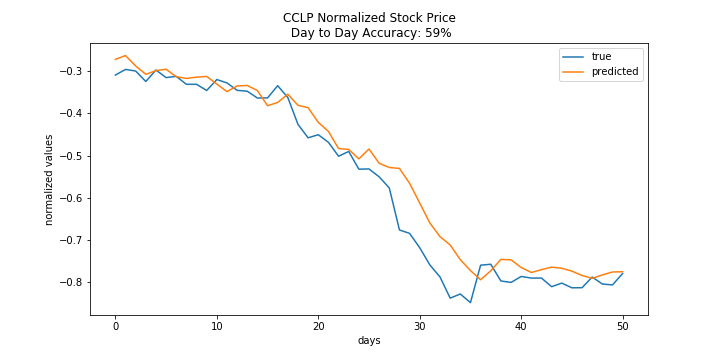 CCLP Normalized Stock Price
Day to Day Accuracy: 59%
true
predicted
normalized values
−0.3
−0.4
−0.5
−0.6
−0.7
−0.8
0
10
20
30
40
50
days